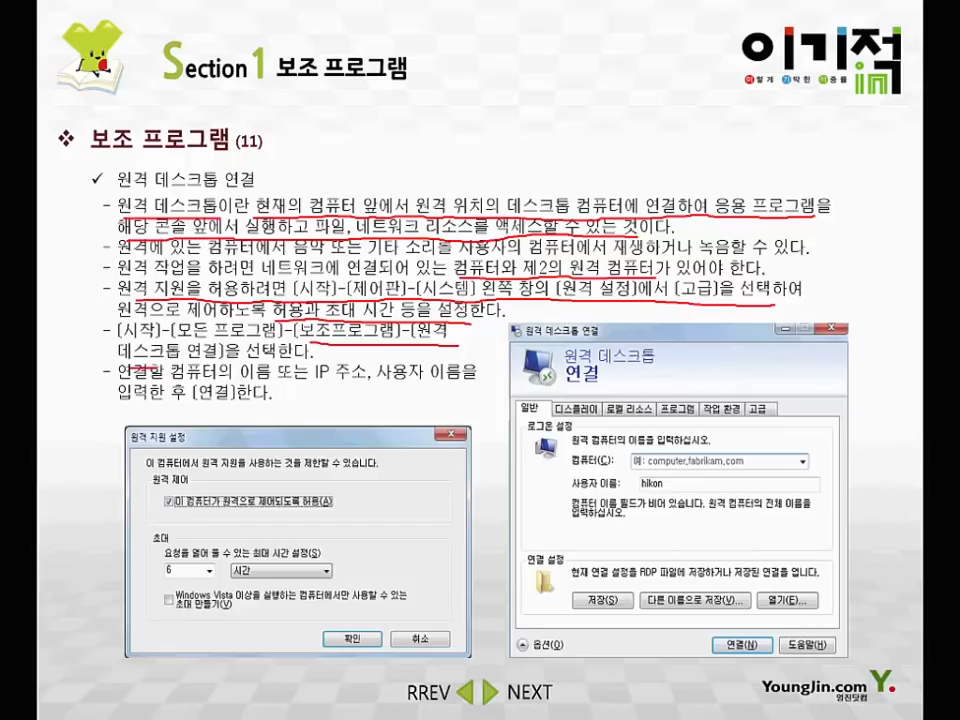 Section 1 보조 프로그램
이기적in
이렇게 기막힌 적중률
❖ 보조 프로그램 (11)
✓ 원격 데스크톱 연결
- 원격 데스크톱이란 현재의 컴퓨터 앞에서 원격 위치의 데스크톱 컴퓨터에 연결하여 응용 프로그램을
해당 콘솔 앞에서 실행하고 파일, 네트워크 리소스를 액세스할 수 있는 것이다.
- 원격에 있는 컴퓨터에서 음악 또는 기타 소리를 사용자의 컴퓨터에서 재생하거나 녹음할 수 있다.
- 원격 작업을 하려면 네트워크에 연결되어 있는 컴퓨터와 제2의 원격 컴퓨터가 있어야 한다.
- 원격 지원을 허용하려면 [시작]-[제어판]-[시스템] 왼쪽 창의 [원격 설정]에서 [고급]을 선택하여
원격으로 제어하도록 허용과 초대 시간 등을 설정한다.
- [시작]-[모든 프로그램]-[보조프로그램]-[원격
데스크톱 연결]을 선택한다.
- 연결할 컴퓨터의 이름 또는 IP 주소, 사용자 이름을
입력한 후 [연결]한다.
원격 지원 설정
이 컴퓨터에서 원격 지원을 사용하는 것을 제한할 수 있습니다.
원격 제어
이 컴퓨터가 원격으로 제어되도록 허용(A)
초대
요청을 열어 둘 수 있는 최대 시간 설정(S)
6 시간
Windows Vista 이상을 실행하는 컴퓨터에서만 사용할 수 있는
초대 만들기(V)
확인 취소
원격 데스크톱 연결
원격 데스크톱
연결
일반 디스플레이 로컬 리소스 프로그램 작업 환경 고급
로그온 설정
원격 컴퓨터의 이름을 입력하십시오.
컴퓨터(C): 예: computer.fabrikam.com
사용자 이름: hikon
컴퓨터 이름 필드가 비어 있습니다. 원격 컴퓨터의 전체 이름을
입력하십시오.
연결 설정
현재 연결 설정을 RDP 파일에 저장하거나 저장된 연결을 엽니다.
저장(S) 다른 이름으로 저장(V)... 열기(E)...
옵션(O) 연결(N) 도움말(H)
RREV NEXT
YoungJin.com Y.
영진닷컴